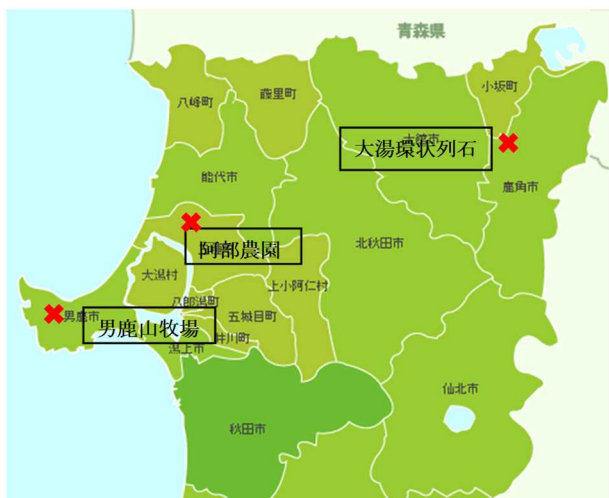 青森県
八峰町
藤里町
小坂町
大湯環状列石
能代市
鹿角市
阿部農園
北秋田市
大潟村
上小阿仁村
八郎潟町
五城目町
男鹿市
男鹿山牧場
井川町
潟上市
仙北市
秋田市